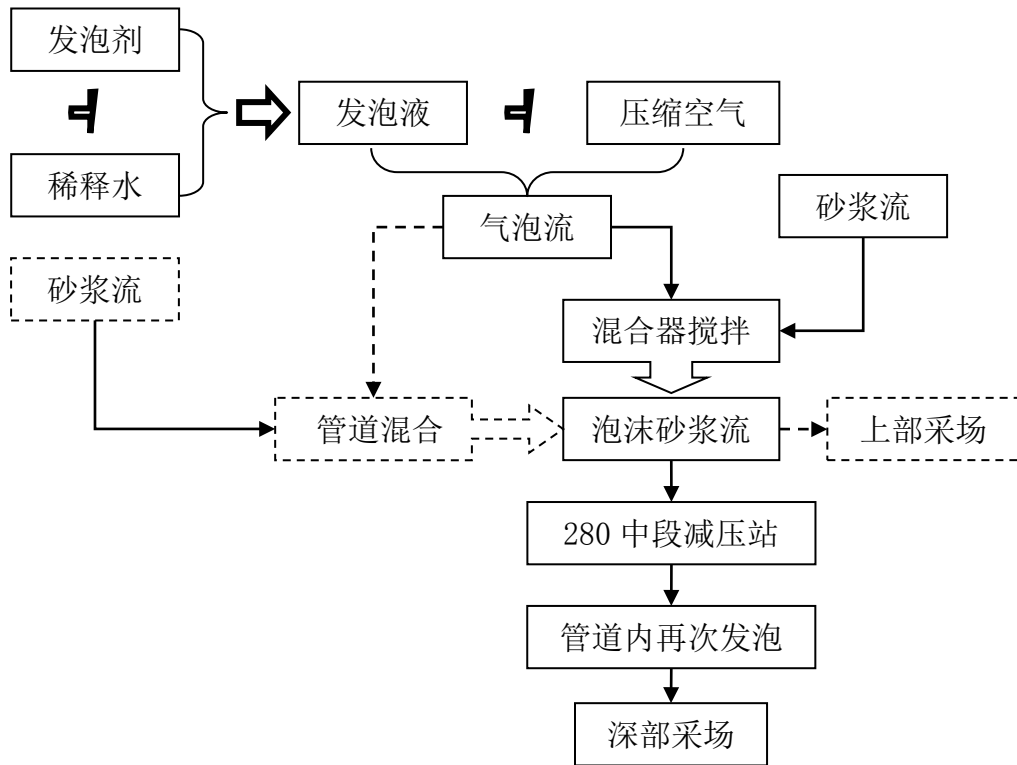 发泡剂
发泡液
压缩空气
稀释水
气泡流
砂浆流
砂浆流
混合器搅拌
管道混合
泡沫砂浆流
上部采场
280 中段减压站
管道内再次发泡
深部采场